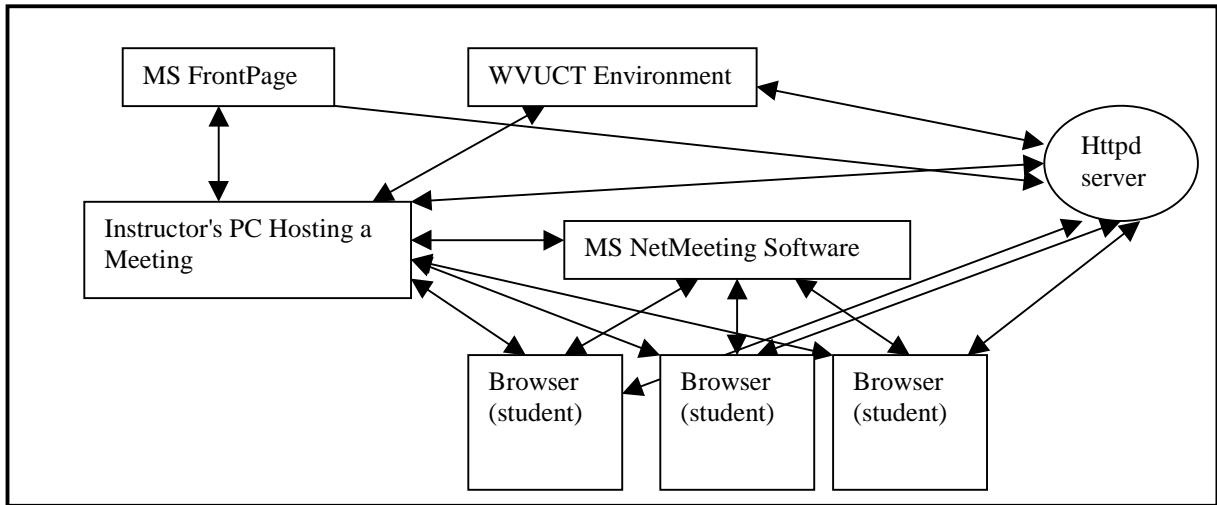 MS FrontPage
WVUCT Environment
Httpd
server
Instructor's PC Hosting a
Meeting
MS NetMeeting Software
Browser
(student)
Browser
(student)
Browser
(student)